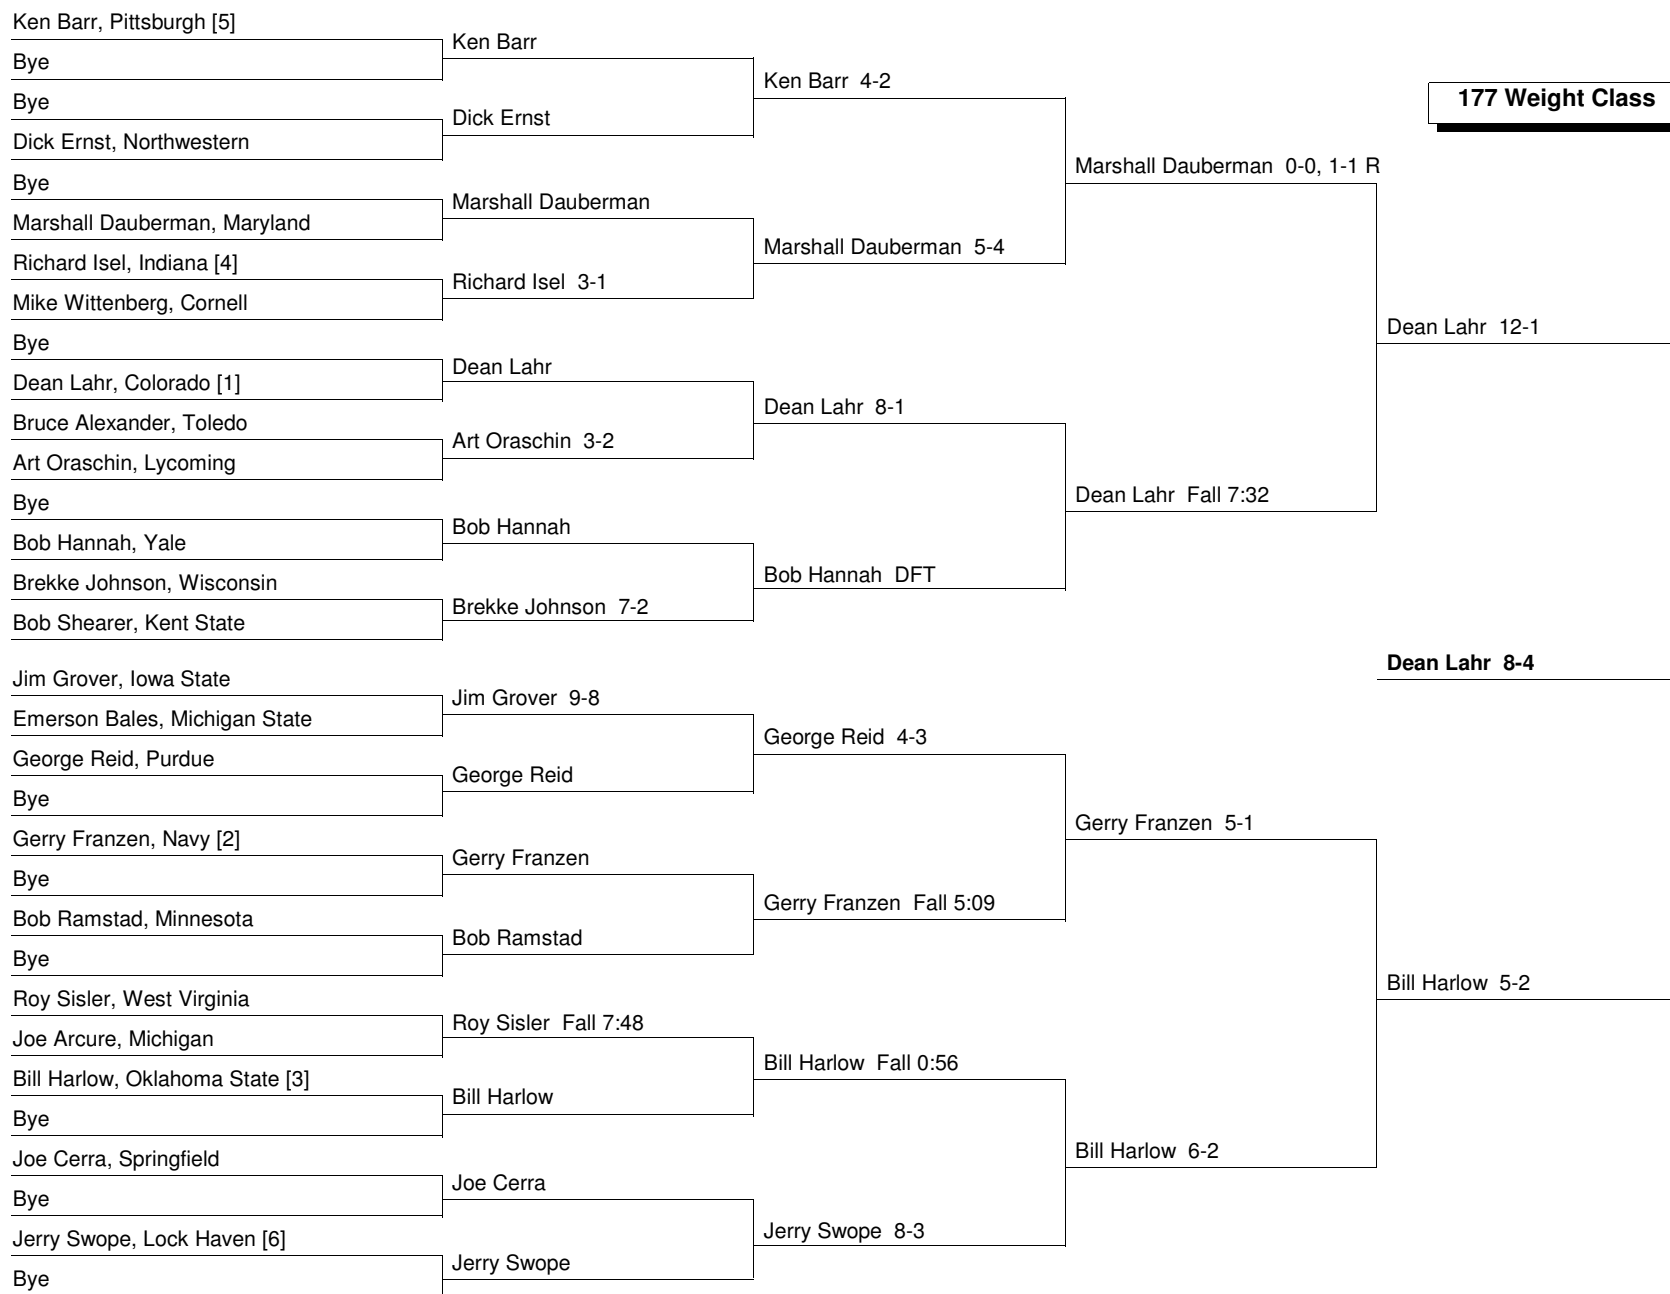 177 Weight Class
Ken Barr, Pittsburgh [5]
Bye
Bye
Dick Ernst, Northwestern
Bye
Marshall Dauberman, Maryland
Richard Isel, Indiana [4]
Mike Wittenberg, Cornell
Bye
Dean Lahr, Colorado [1]
Bruce Alexander, Toledo
Art Oraschin, Lycoming
Bye
Bob Hannah, Yale
Brekke Johnson, Wisconsin
Bob Shearer, Kent State
Jim Grover, Iowa State
Emerson Bales, Michigan State
George Reid, Purdue
Bye
Gerry Franzen, Navy [2]
Bye
Bob Ramstad, Minnesota
Bye
Roy Sisler, West Virginia
Joe Arcure, Michigan
Bill Harlow, Oklahoma State [3]
Bye
Joe Cerra, Springfield
Bye
Jerry Swope, Lock Haven [6]
Bye
Ken Barr
Dick Ernst
Marshall Dauberman
Richard Isel 3-1
Dean Lahr
Art Oraschin 3-2
Bob Hannah
Brekke Johnson 7-2
Jim Grover 9-8
George Reid
Gerry Franzen
Bob Ramstad
Roy Sisler Fall 7:48
Bill Harlow
Joe Cerra
Jerry Swope
Ken Barr 4-2
Marshall Dauberman 5-4
Dean Lahr 8-1
Bob Hannah DFT
George Reid 4-3
Gerry Franzen Fall 5:09
Bill Harlow Fall 0:56
Jerry Swope 8-3
Marshall Dauberman 0-0, 1-1 R
Dean Lahr Fall 7:32
Gerry Franzen 5-1
Bill Harlow 6-2
Dean Lahr 12-1
Bill Harlow 5-2
Dean Lahr 8-4